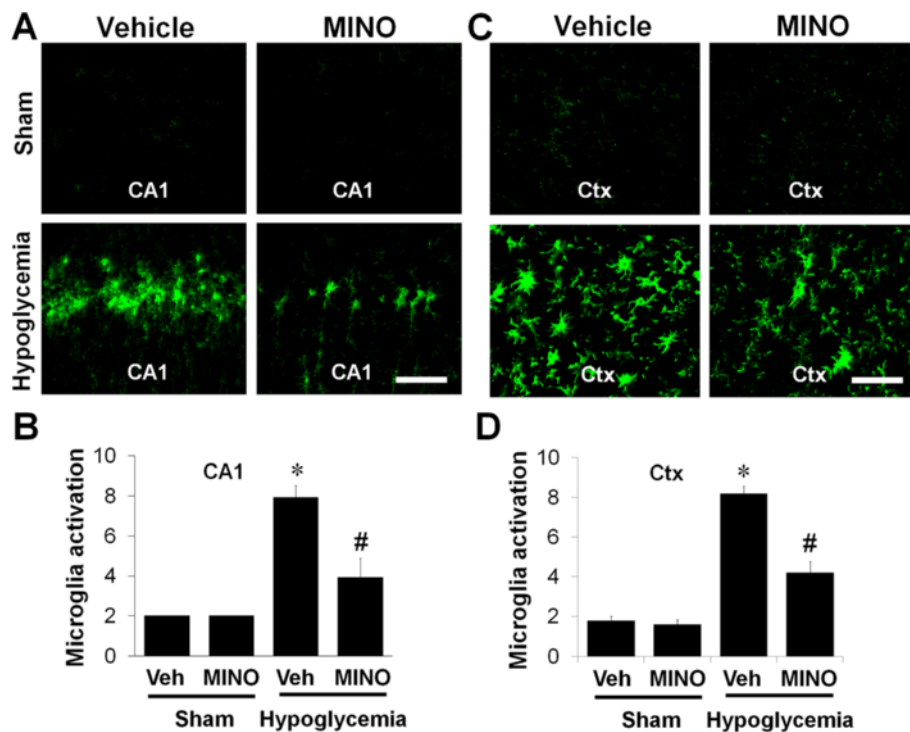 A Vehicle MINO
Sham
CA1 CA1
Hypoglycemia
CA1 CA1
C Vehicle MINO
Ctx Ctx
Ctx Ctx
B
CA1
Microglia activation
10
8
6
4
2
0
*
#
Veh MINO Veh MINO
Sham Hypoglycemia
D
Ctx
Microglia activation
10
8
6
4
2
0
*
#
Veh MINO Veh MINO
Sham Hypoglycemia